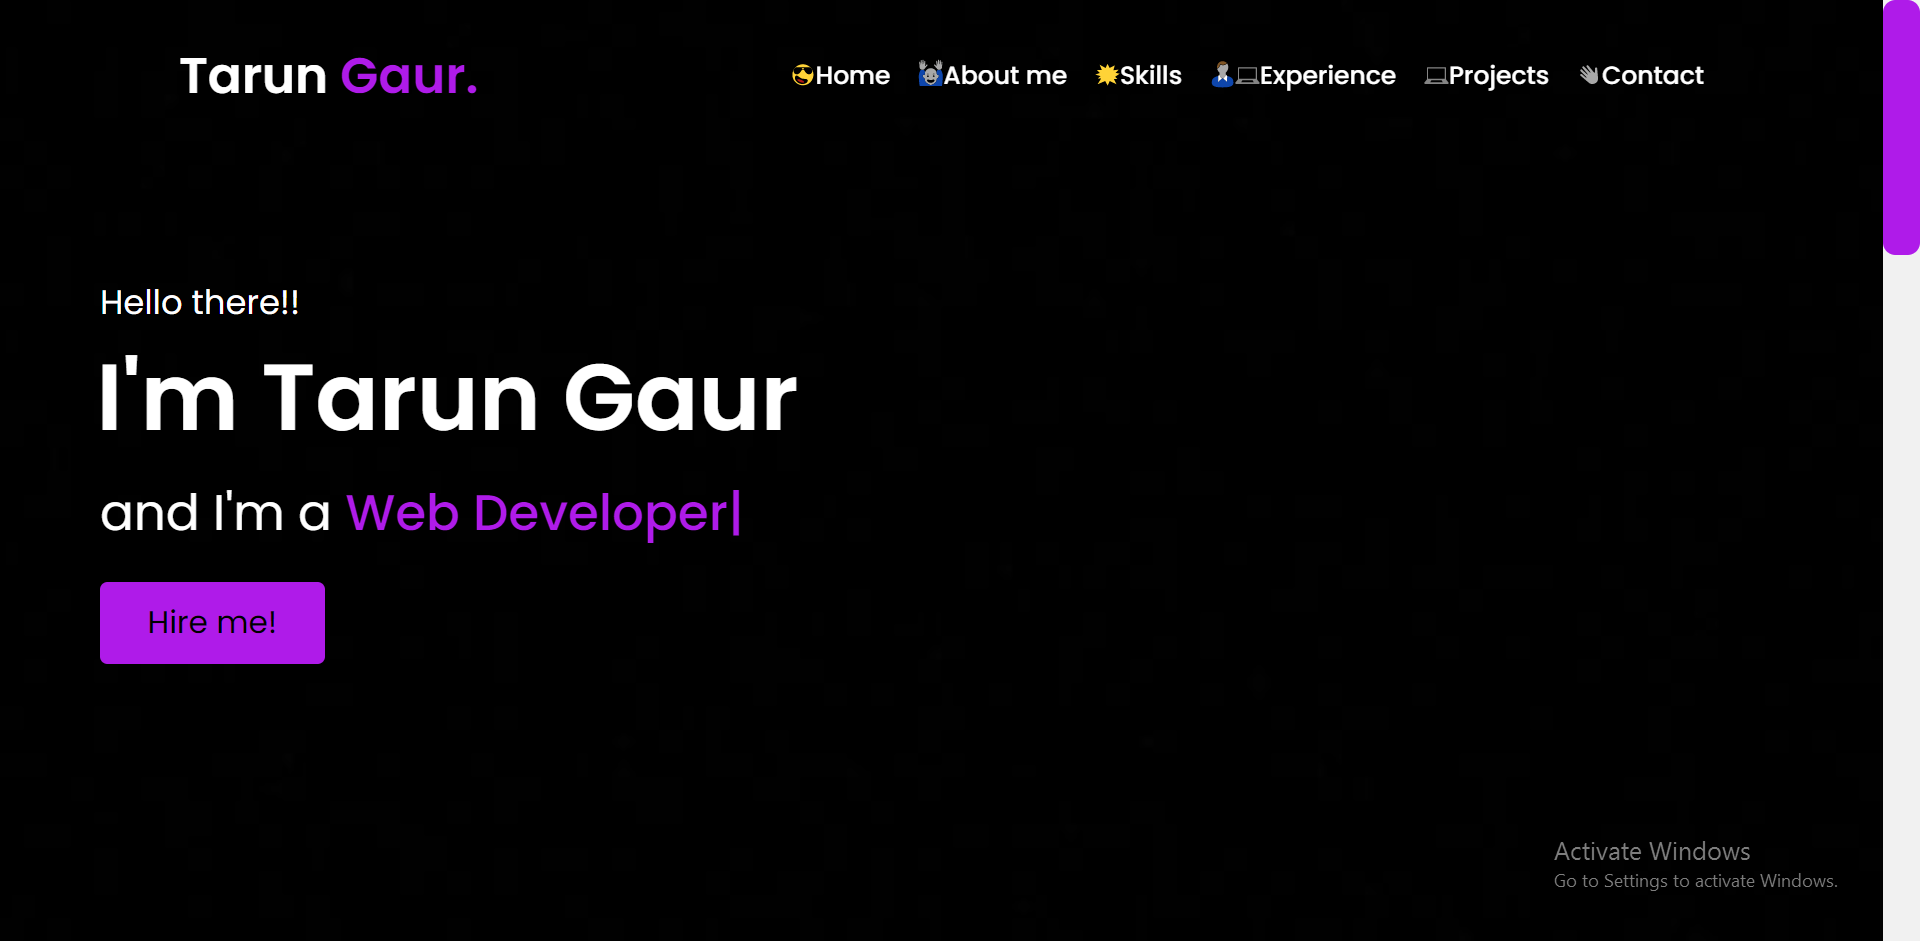 Tarun Gaur.
😎Home 🙋🏻‍♂️About me 🌟Skills 👨🏻‍💻Experience 💻Projects 👋🏻Contact
Hello there!!
I'm Tarun Gaur
and I'm a Web Developer|
Hire me!
Activate Windows
Go to Settings to activate Windows.